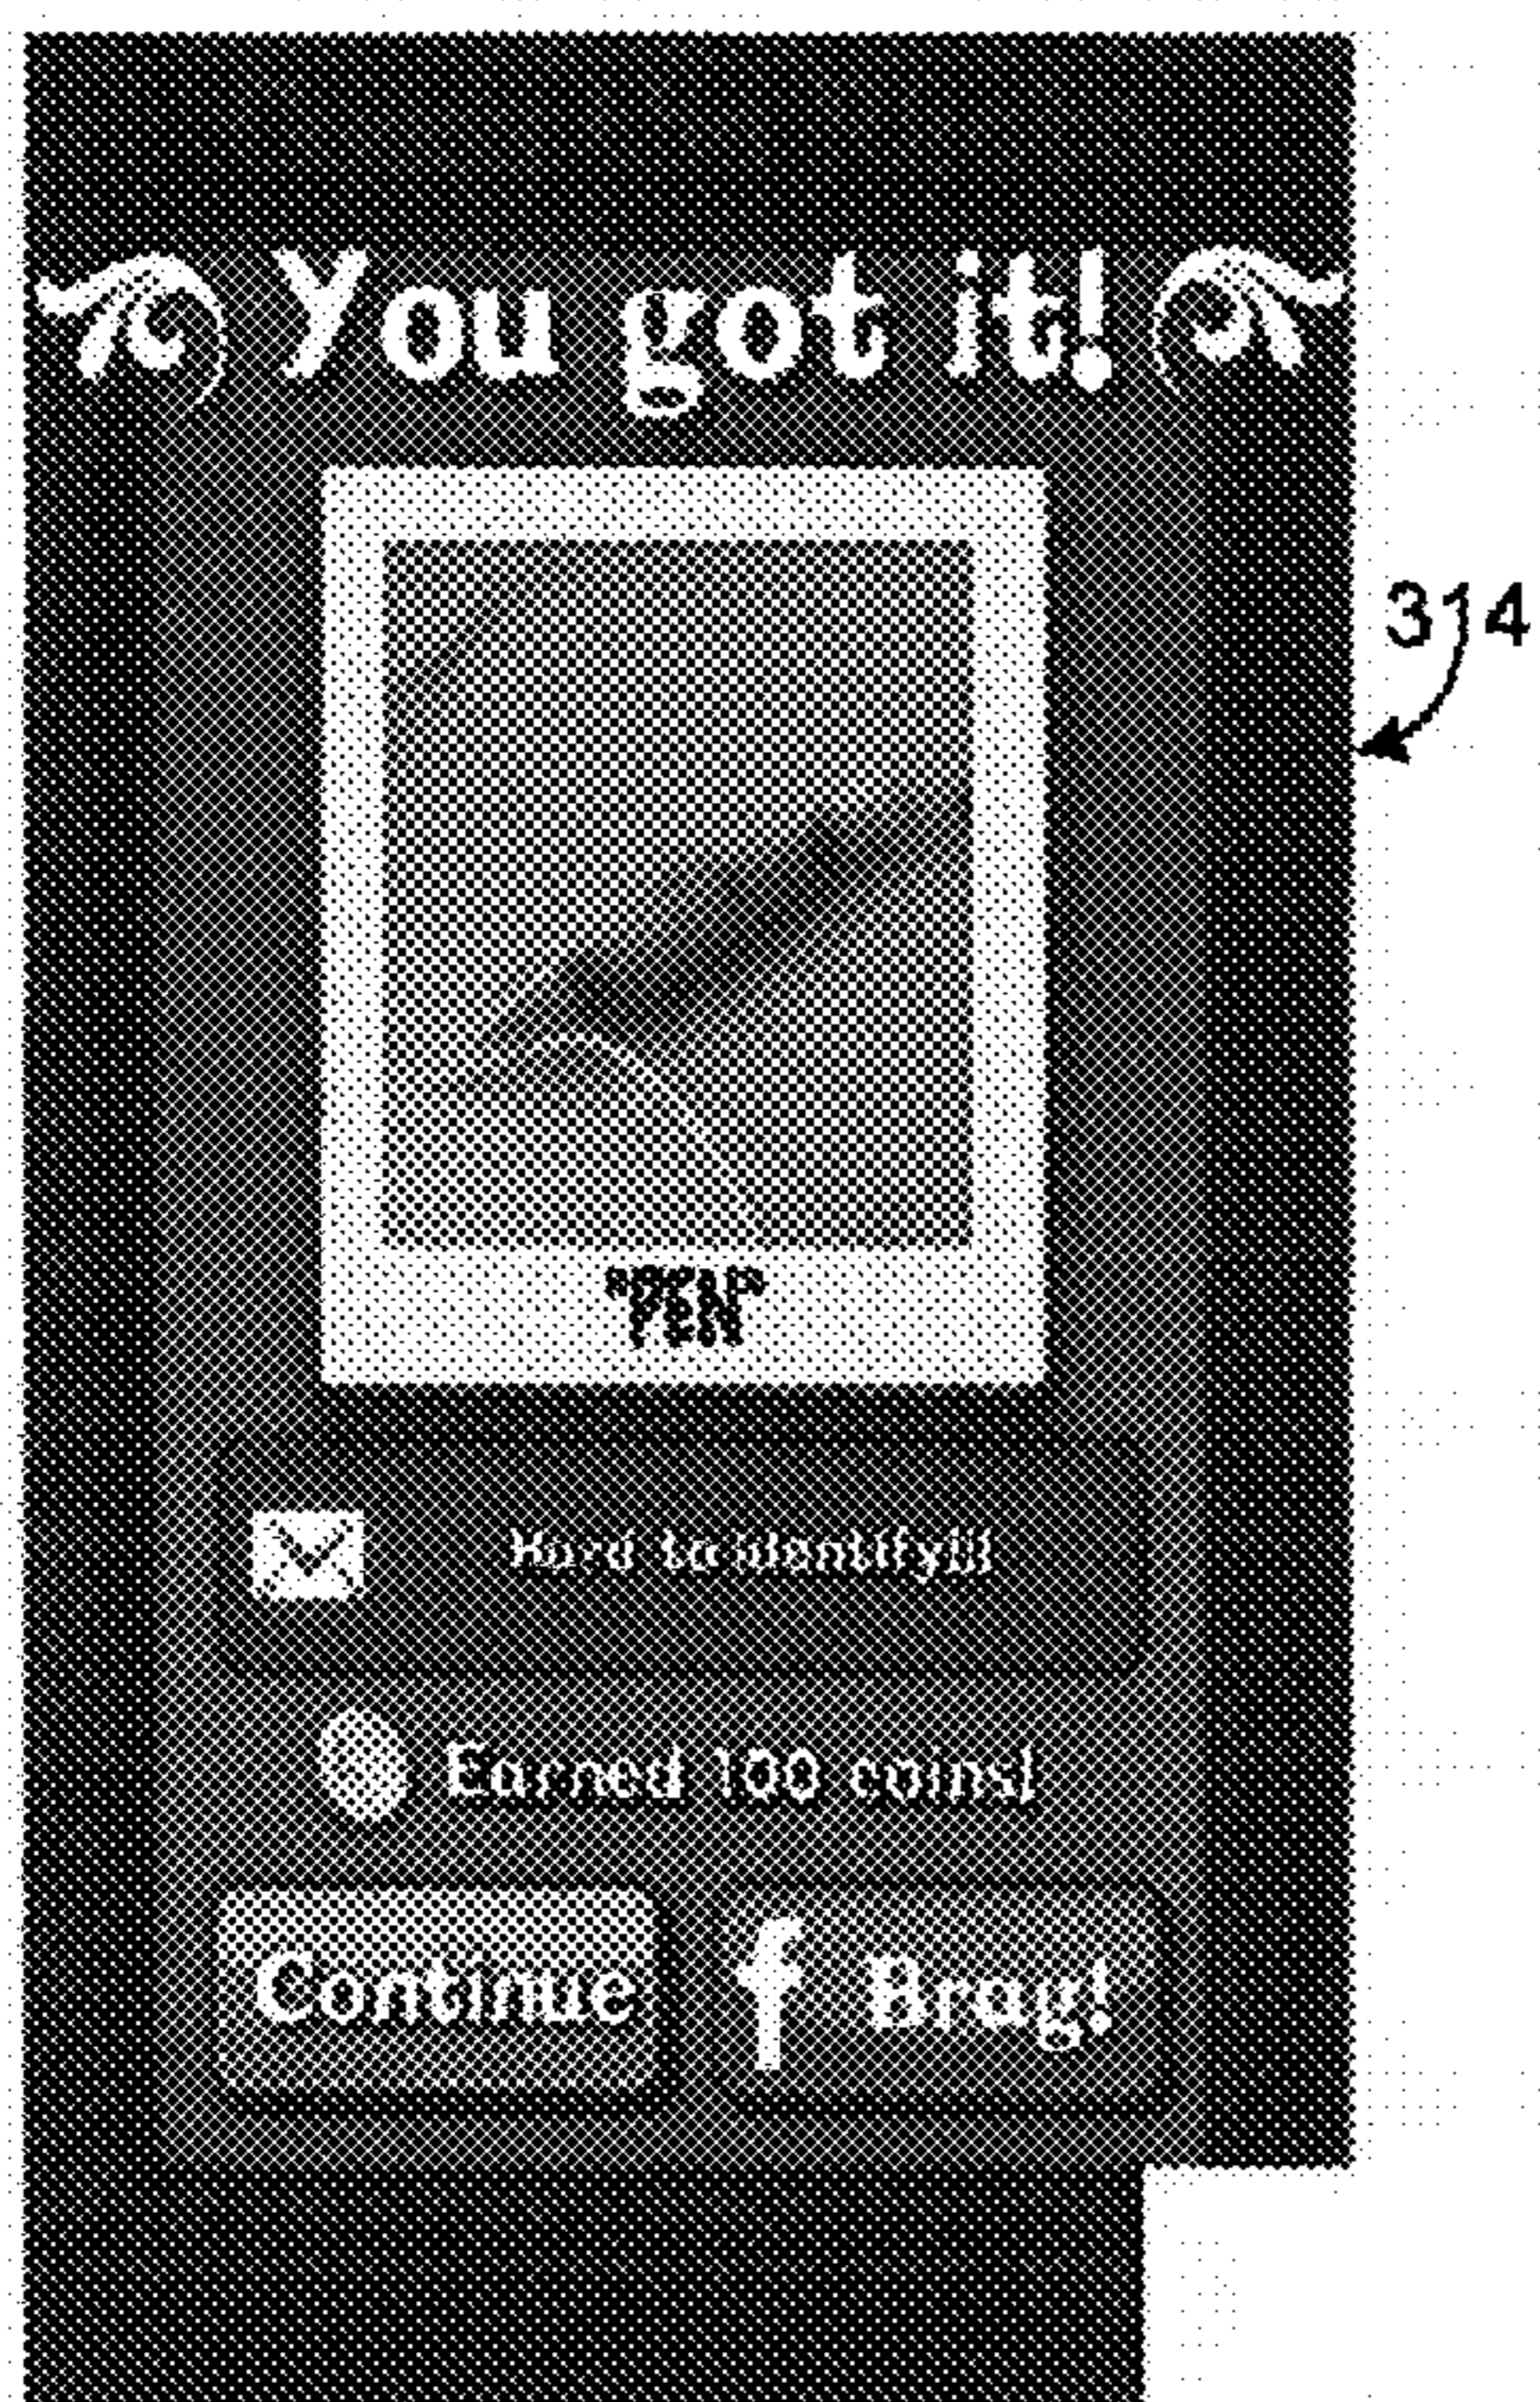 You got it!
314
PEN
Hard to identify!!!
Earned 100 coins!
Continue
f Brag!